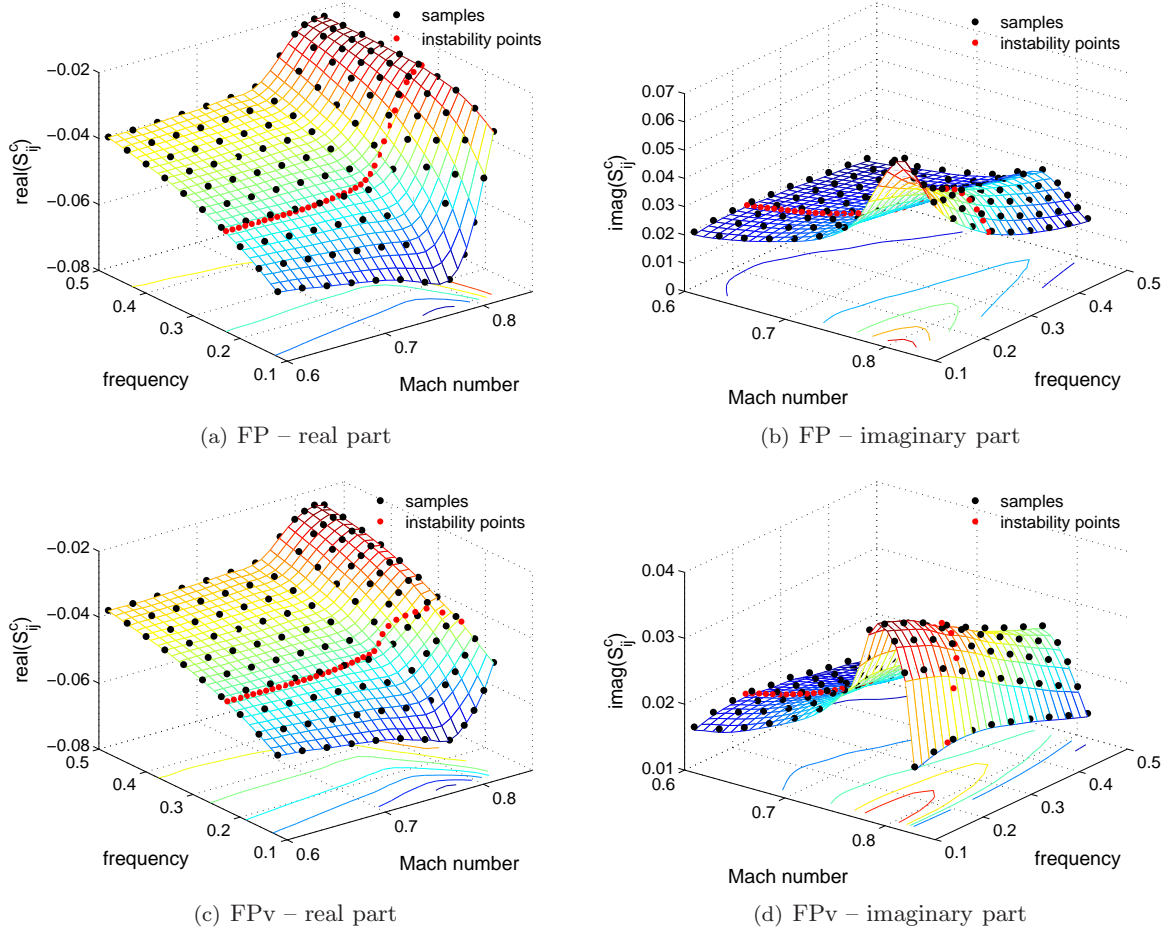 samples
instability points
−0.02
−0.04
−0.06
−0.08
real(S_ij^c)
0.5
0.4
0.3
0.2
0.1
frequency
0.6
0.7
0.8
Mach number
(a) FP – real part
samples
instability points
0.07
0.06
0.05
0.04
0.03
0.02
0.01
0
imag(S_ij^c)
0.6
0.7
0.8
Mach number
0.1
0.2
0.3
0.4
0.5
frequency
(b) FP – imaginary part
samples
instability points
−0.02
−0.04
−0.06
−0.08
real(S_ij^c)
0.5
0.4
0.3
0.2
0.1
frequency
0.6
0.7
0.8
Mach number
(c) FPv – real part
samples
instability points
0.04
0.03
0.02
0.01
imag(S_ij^c)
0.6
0.7
0.8
Mach number
0.1
0.2
0.3
0.4
0.5
frequency
(d) FPv – imaginary part